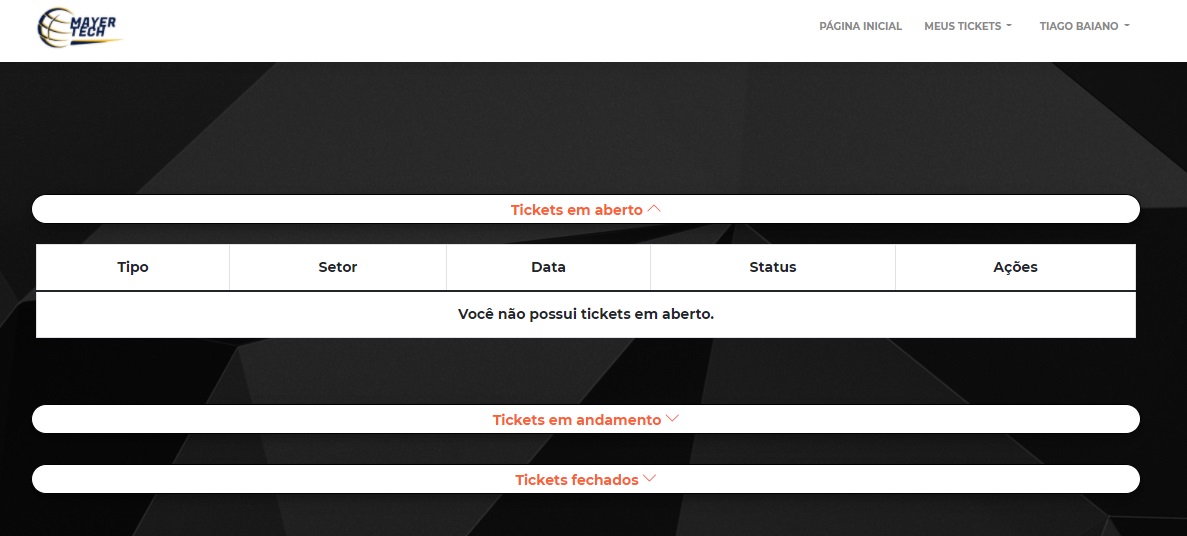 MAYER
TECH
PÁGINA INICIAL MEUS TICKETS TIAGO BAIANO
Tickets em aberto
Tipo Setor Data Status Ações
Você não possui tickets em aberto.
Tickets em andamento
Tickets fechados